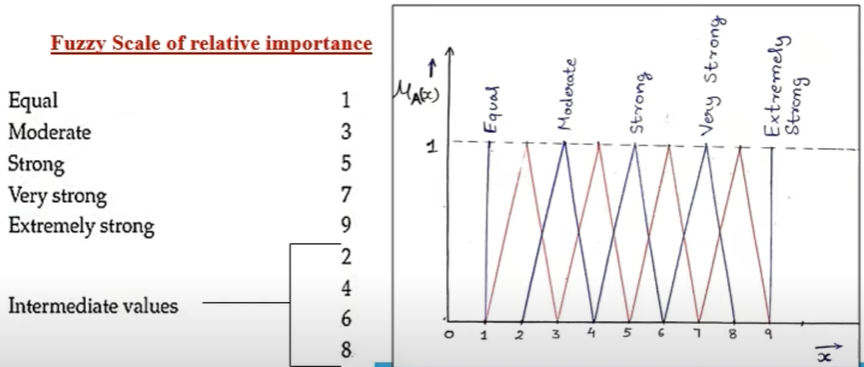 Fuzzy Scale of relative importance
Equal 1
Moderate 3
Strong 5
Very strong 7
Extremely strong 9
2
4
Intermediate values
6
8
μA(x)
1
Equal
Moderate
Strong
Very Strong
Extremely
Strong
0 1 2 3 4 5 6 7 8 9
x